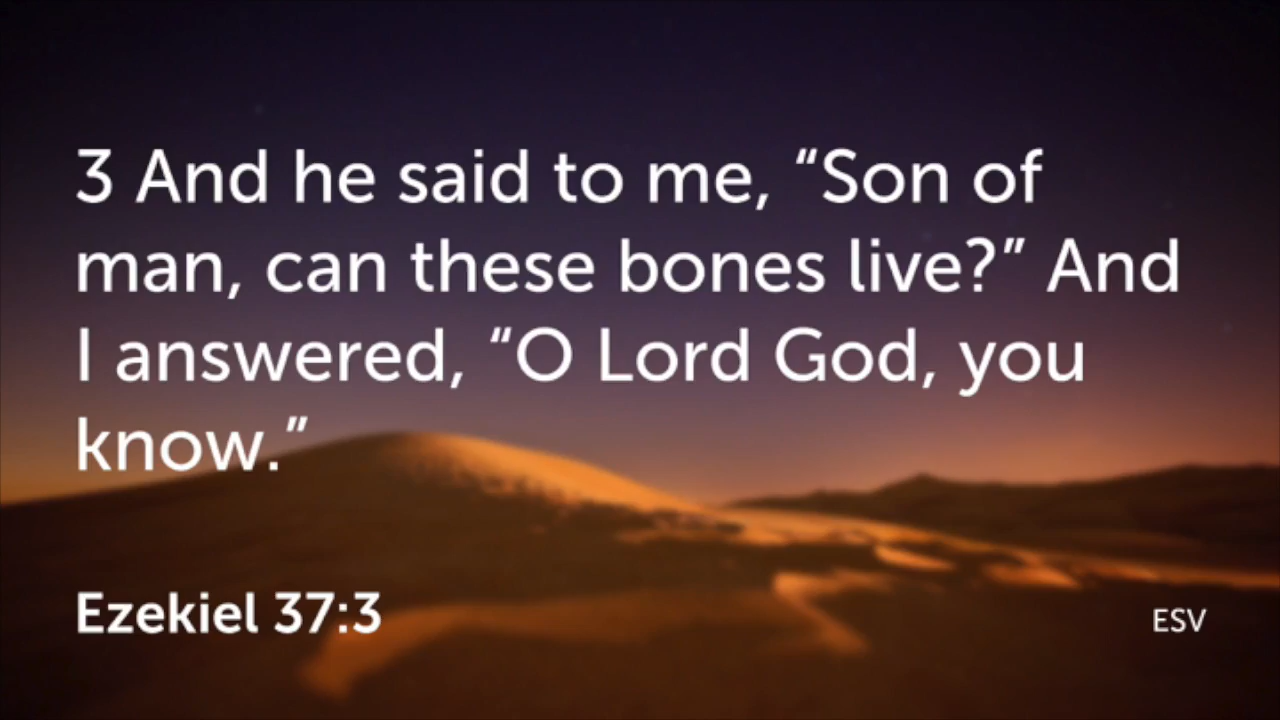 3 And he said to me, “Son of
man, can these bones live?” And
I answered, “O Lord God, you
know.”
Ezekiel 37:3
ESV